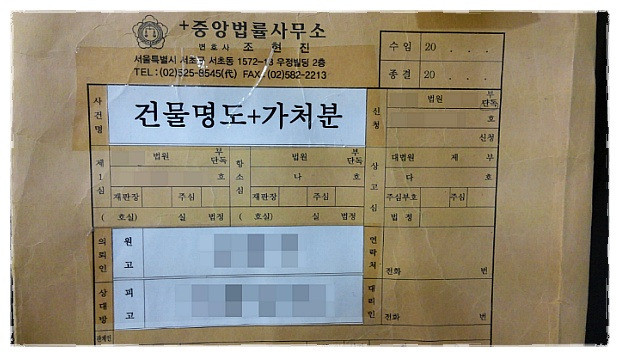 +중앙법률사무소
변호사 조현진
서울특별시 서초구 서초동 1572-13 우정빌딩 2층
TEL:(02)525-8545(代) FAX:(02)582-2213
수임 20 . . .
종결 20 . . .
사건명 건물명도+가처분
신청 법원 부 단독
호
신청
제1심 법원 부 단독
호
재판장 주심
( 호실) 실 법정
항소심 법원 부 단독
나 호
재판장 주심
( 호실) 실 법정
상고심 대법원 제 부
다 호
주심부호 주심
법정
의뢰인 원고
연락처 전화 번
상대방 피고
대리인 전화 번